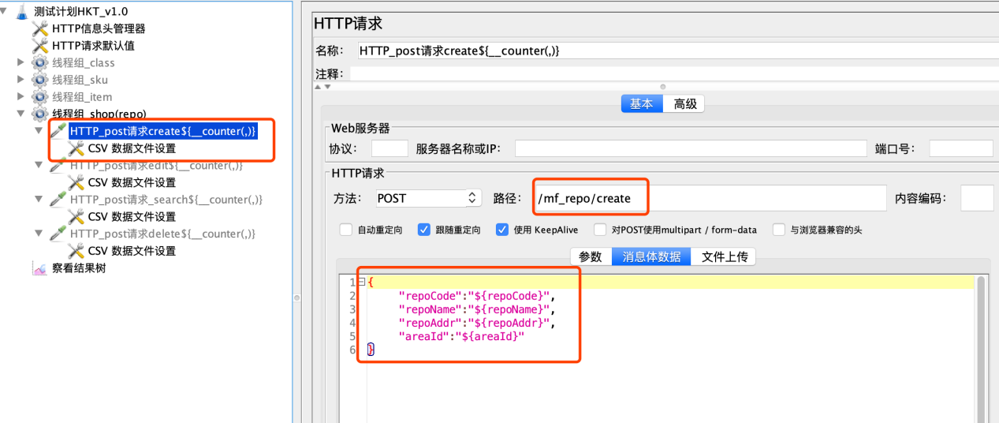 测试计划HKT_v1.0
HTTP信息头管理器
HTTP请求默认值
线程组_class
线程组_sku
线程组_item
线程组_shop(repo)
HTTP_post请求create${__counter(,)}
CSV 数据文件设置
HTTP_post请求edit${__counter(,)}
CSV 数据文件设置
HTTP_post请求_search${__counter(,)}
CSV 数据文件设置
HTTP_post请求delete${__counter(,)}
CSV 数据文件设置
察看结果树
HTTP请求
名称： HTTP_post请求create${__counter(,)}
注释：
基本 高级
Web服务器
协议： 服务器名称或IP： 端口号：
HTTP请求
方法： POST 路径： /mf_repo/create 内容编码：
自动重定向 跟随重定向 使用 KeepAlive 对POST使用multipart / form-data 与浏览器兼容的头
参数 消息体数据 文件上传
1 {
2 "repoCode":"${repoCode}",
3 "repoName":"${repoName}",
4 "repoAddr":"${repoAddr}",
5 "areaId":"${areaId}"
6 }